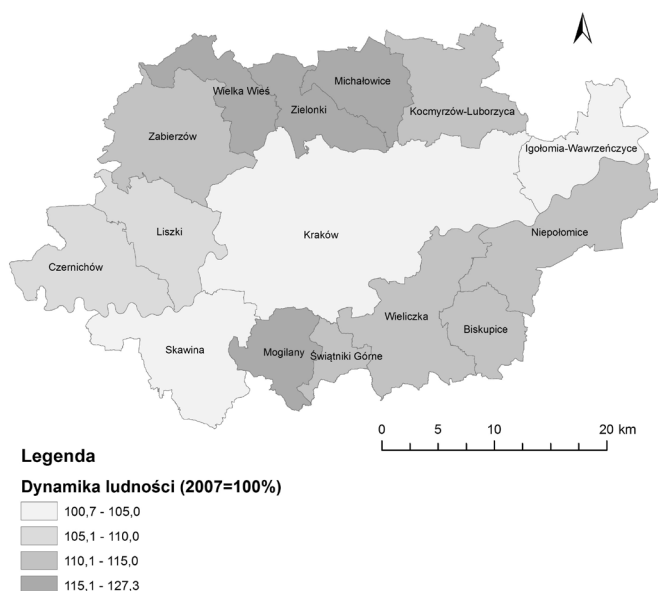 Michałowice
Wielka Wieś
Zielonki
Kocmyrzów-Luborzyca
Zabierzów
Igołomia-Wawrzeńczyce
Liszki
Kraków
Niepołomice
Czernichów
Wieliczka
Biskupice
Skawina
Mogilany
Świątniki Górne
0 5 10 20 km
Legenda
Dynamika ludności (2007=100%)
100,7 - 105,0
105,1 - 110,0
110,1 - 115,0
115,1 - 127,3